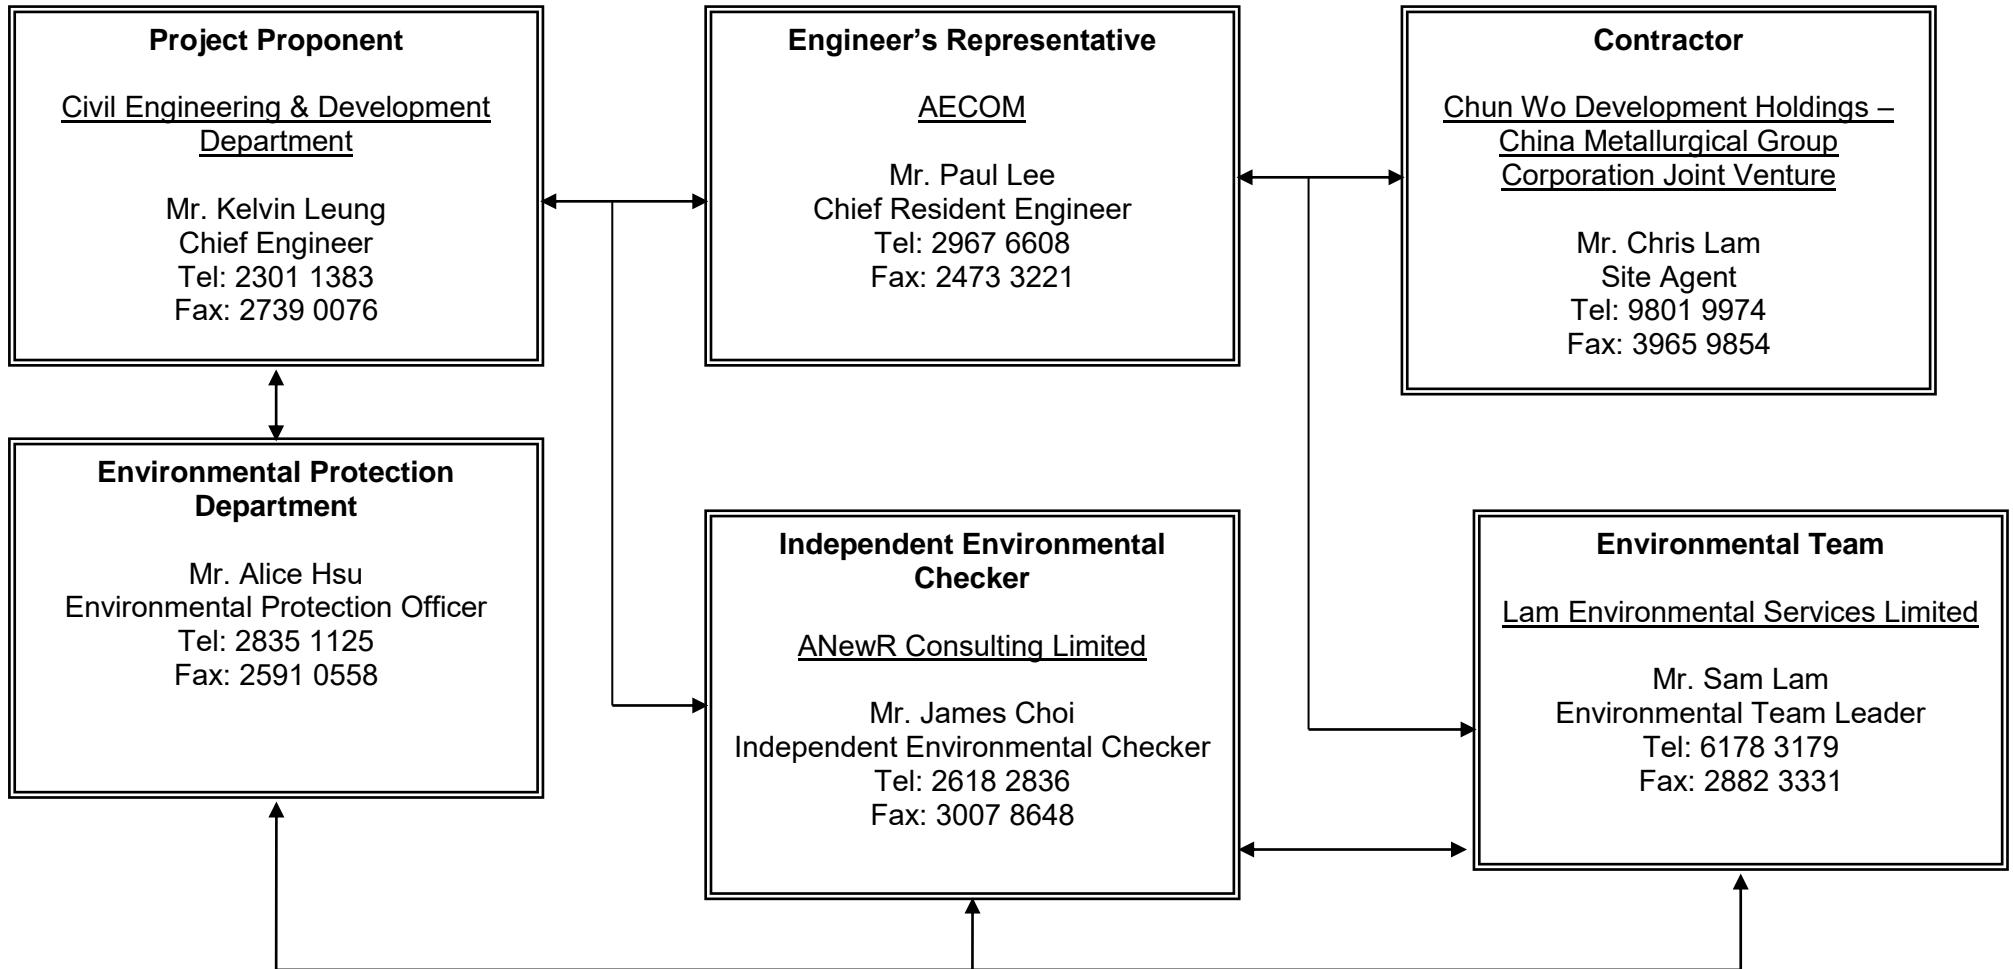 Project Proponent
Civil Engineering & Development
Department
Mr. Kelvin Leung
Chief Engineer
Tel: 2301 1383
Fax: 2739 0076
Engineer’s Representative
AECOM
Mr. Paul Lee
Chief Resident Engineer
Tel: 2967 6608
Fax: 2473 3221
Contractor
Chun Wo Development Holdings –
China Metallurgical Group
Corporation Joint Venture
Mr. Chris Lam
Site Agent
Tel: 9801 9974
Fax: 3965 9854
Environmental Protection
Department
Mr. Alice Hsu
Environmental Protection Officer
Tel: 2835 1125
Fax: 2591 0558
Independent Environmental
Checker
ANewR Consulting Limited
Mr. James Choi
Independent Environmental Checker
Tel: 2618 2836
Fax: 3007 8648
Environmental Team
Lam Environmental Services Limited
Mr. Sam Lam
Environmental Team Leader
Tel: 6178 3179
Fax: 2882 3331